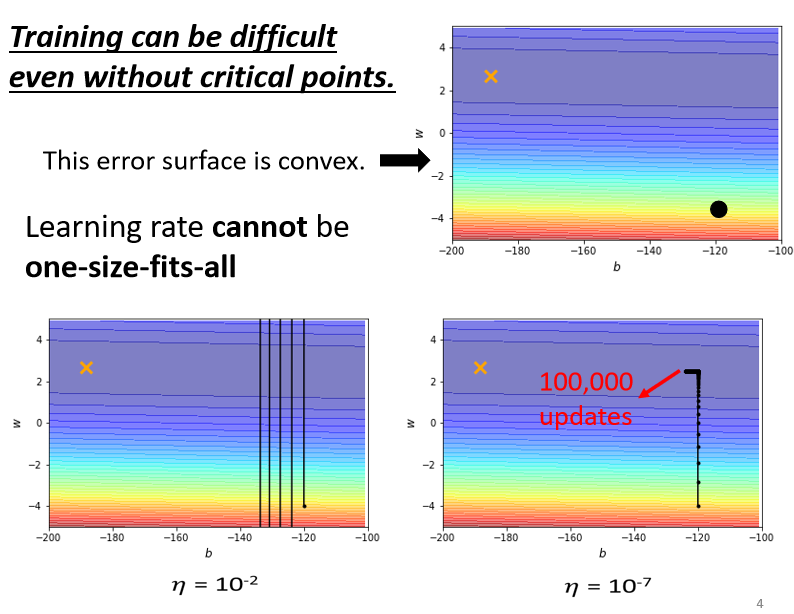 Training can be difficult
even without critical points.
This error surface is convex.
Learning rate cannot be
one-size-fits-all
4
2
0
−2
−4
w
−200 −180 −160 −140 −120 −100
b
4
2
0
−2
−4
w
−200 −180 −160 −140 −120 −100
b
η = 10-2
4
2
0
−2
−4
w
100,000
updates
−200 −180 −160 −140 −120 −100
b
η = 10-7
4